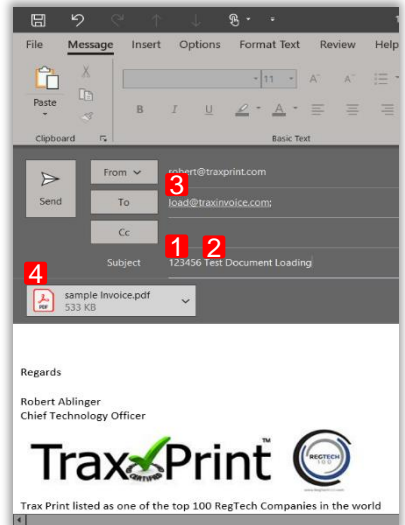 File Message Insert Options Format Text Review Help
11 A^ A˅
Paste
B I U A
Clipboard Basic Text
From robert@traxprint.com
3
Send To load@traxinvoice.com;
Cc
1 2
Subject 123456 Test Document Loading
4
PDF sample Invoice.pdf
533 KB
Regards
Robert Ablinger
Chief Technology Officer
Trax Print ™
CERTIFIED
REGTECH
100
Trax Print listed as one of the top 100 RegTech Companies in the world